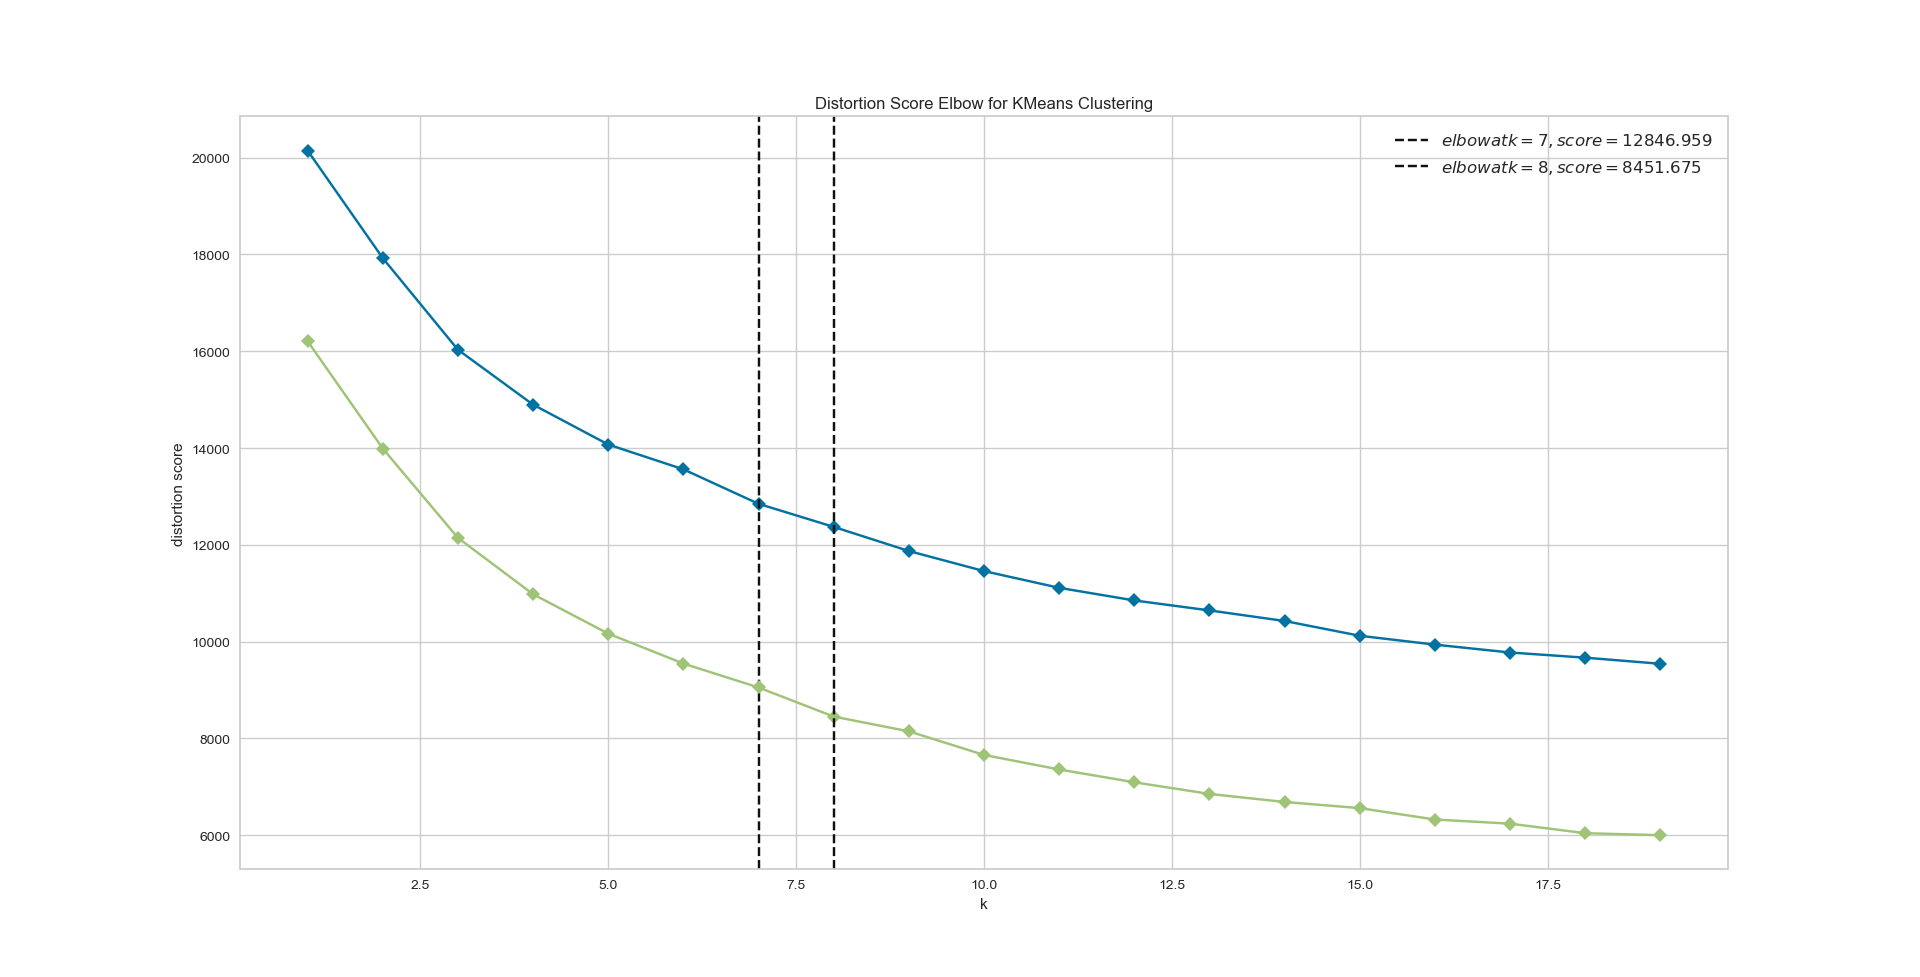 Distortion Score Elbow for KMeans Clustering
elbowatk = 7, score = 12846.959
elbowatk = 8, score = 8451.675
20000
18000
16000
14000
12000
10000
8000
6000
distortion score
2.5 5.0 7.5 10.0 12.5 15.0 17.5
k